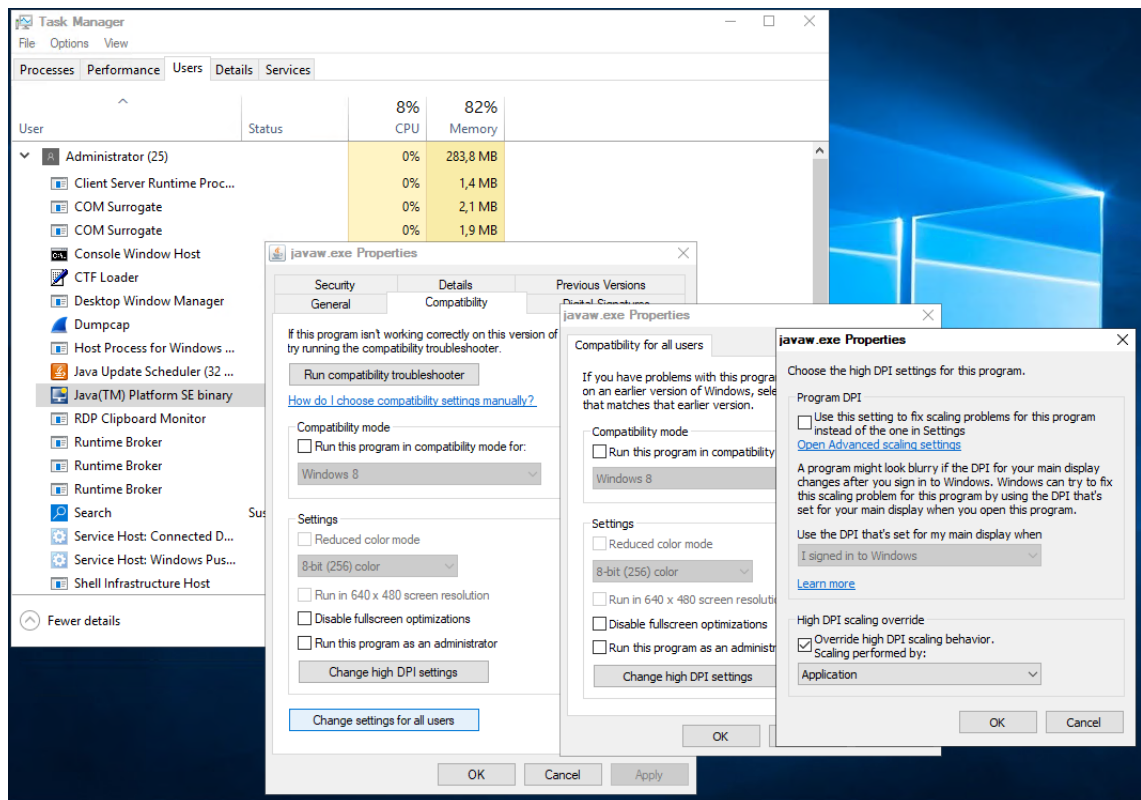 Task Manager
File Options View
Processes Performance Users Details Services
8% 82%
User Status CPU Memory
Administrator (25) 0% 283,8 MB
Client Server Runtime Proc... 0% 1,4 MB
COM Surrogate 0% 2,1 MB
COM Surrogate 0% 1,9 MB
Console Window Host
CTF Loader
Desktop Window Manager
Dumpcap
Host Process for Windows ...
Java Update Scheduler (32 ...
Java(TM) Platform SE binary
RDP Clipboard Monitor
Runtime Broker
Runtime Broker
Runtime Broker
Search Sus
Service Host: Connected D...
Service Host: Windows Pus...
Shell Infrastructure Host
Fewer details
javaw.exe Properties
Security Details Previous Versions
General Compatibility Digital Signatures
If this program isn't working correctly on this version of
try running the compatibility troubleshooter.
Run compatibility troubleshooter
How do I choose compatibility settings manually?
Compatibility mode
Run this program in compatibility mode for:
Windows 8
Settings
Reduced color mode
8-bit (256) color
Run in 640 x 480 screen resolution
Disable fullscreen optimizations
Run this program as an administrator
Change high DPI settings
Change settings for all users
OK Cancel Apply
javaw.exe Properties
Compatibility for all users
If you have problems with this progra
on an earlier version of Windows, sele
that matches that earlier version.
Compatibility mode
Run this program in compatibility
Windows 8
Settings
Reduced color mode
8-bit (256) color
Run in 640 x 480 screen resoluti
Disable fullscreen optimizations
Run this program as an administr
Change high DPI settings
OK
javaw.exe Properties
Choose the high DPI settings for this program.
Program DPI
Use this setting to fix scaling problems for this program
instead of the one in Settings
Open Advanced scaling settings
A program might look blurry if the DPI for your main display
changes after you sign in to Windows. Windows can try to fix
this scaling problem for this program by using the DPI that's
set for your main display when you open this program.
Use the DPI that's set for my main display when
I signed in to Windows
Learn more
High DPI scaling override
Override high DPI scaling behavior.
Scaling performed by:
Application
OK Cancel